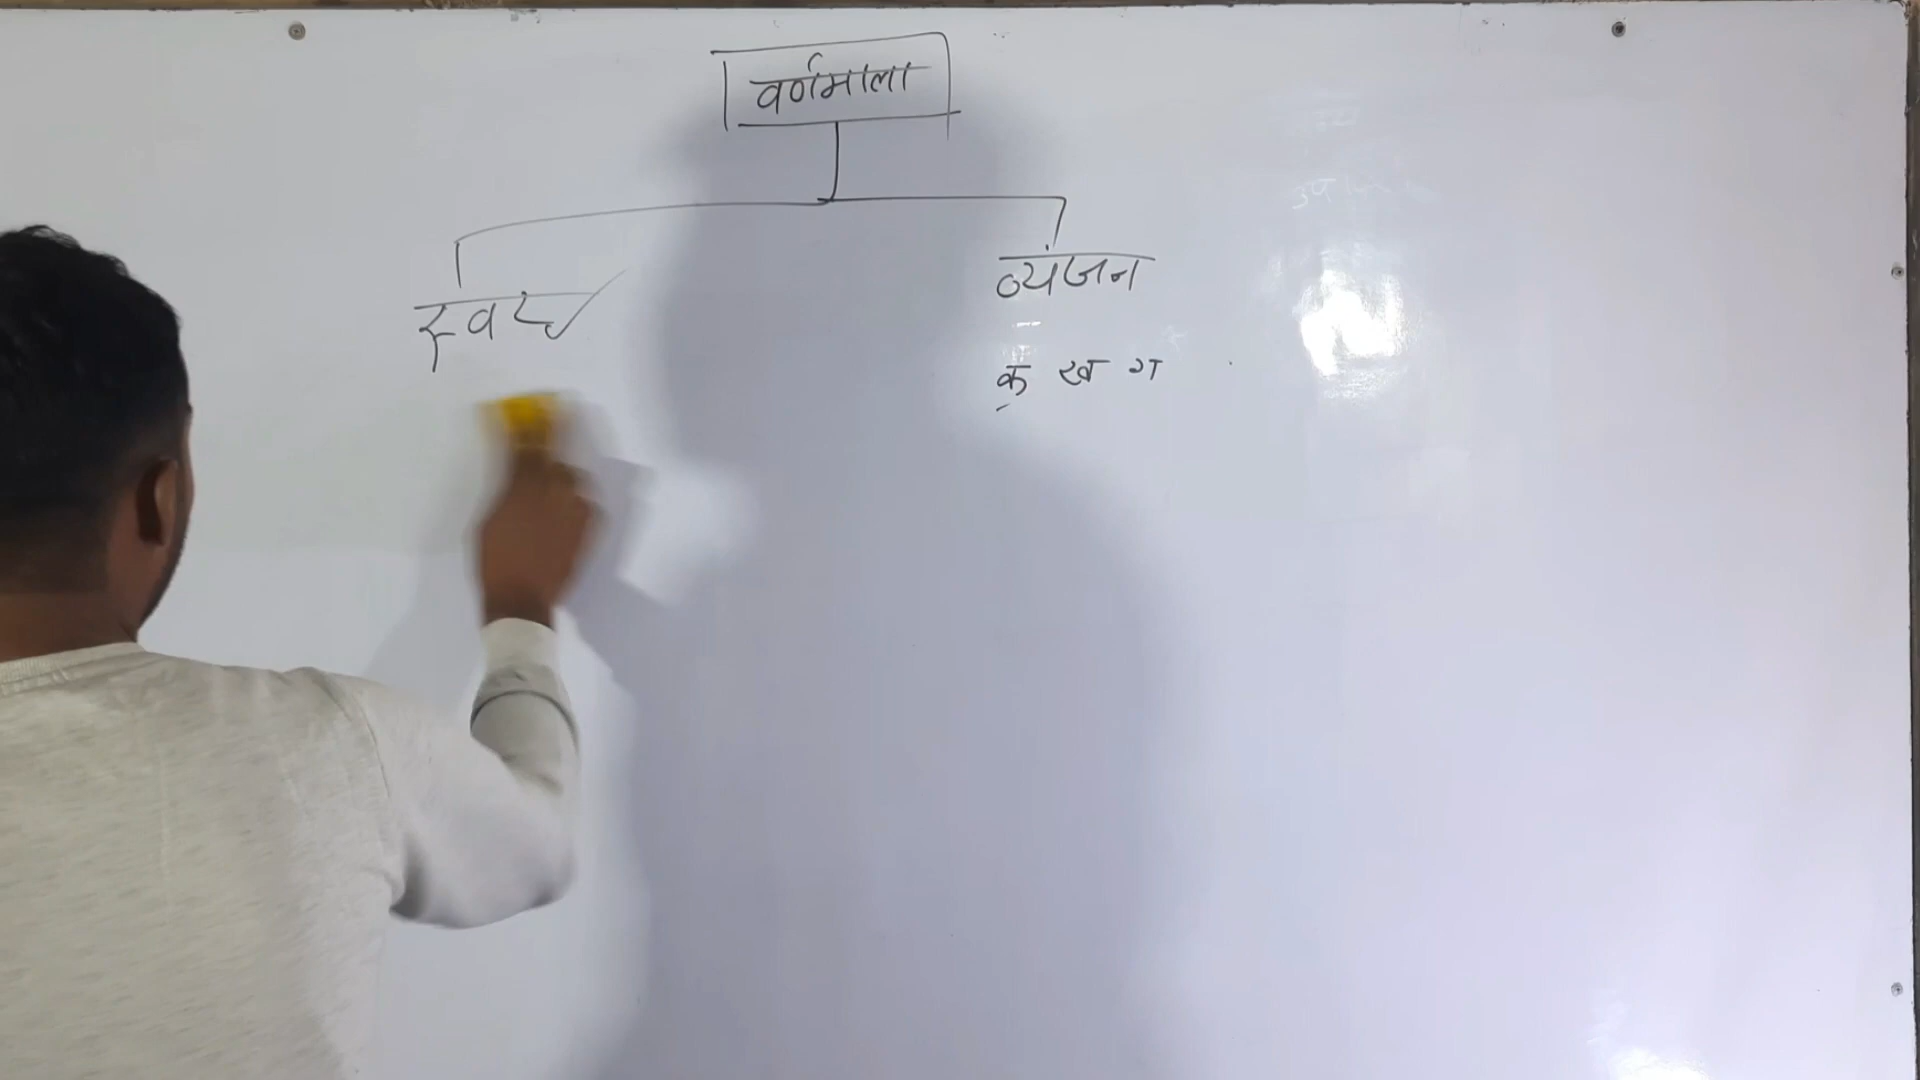 वर्णमाला
स्वर
व्यंजन
क ख ग